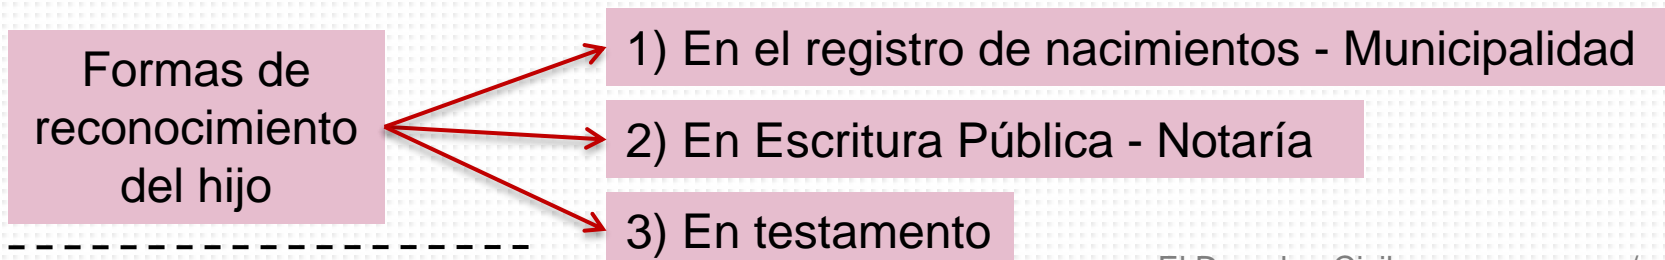 Formas de
reconocimiento
del hijo
1) En el registro de nacimientos - Municipalidad
2) En Escritura Pública - Notaría
3) En testamento